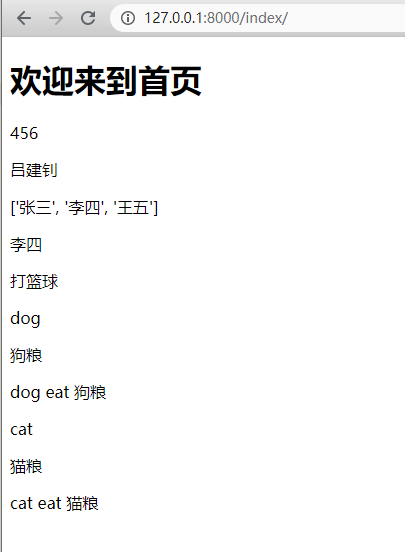 127.0.0.1:8000/index/
欢迎来到首页
456
吕建钊
['张三', '李四', '王五']
李四
打篮球
dog
狗粮
dog eat 狗粮
cat
猫粮
cat eat 猫粮